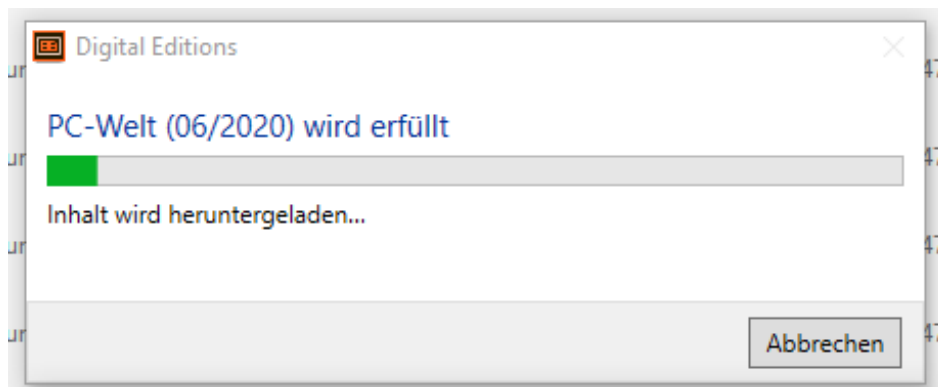 Digital Editions
PC-Welt (06/2020) wird erfüllt
Inhalt wird heruntergeladen...
Abbrechen